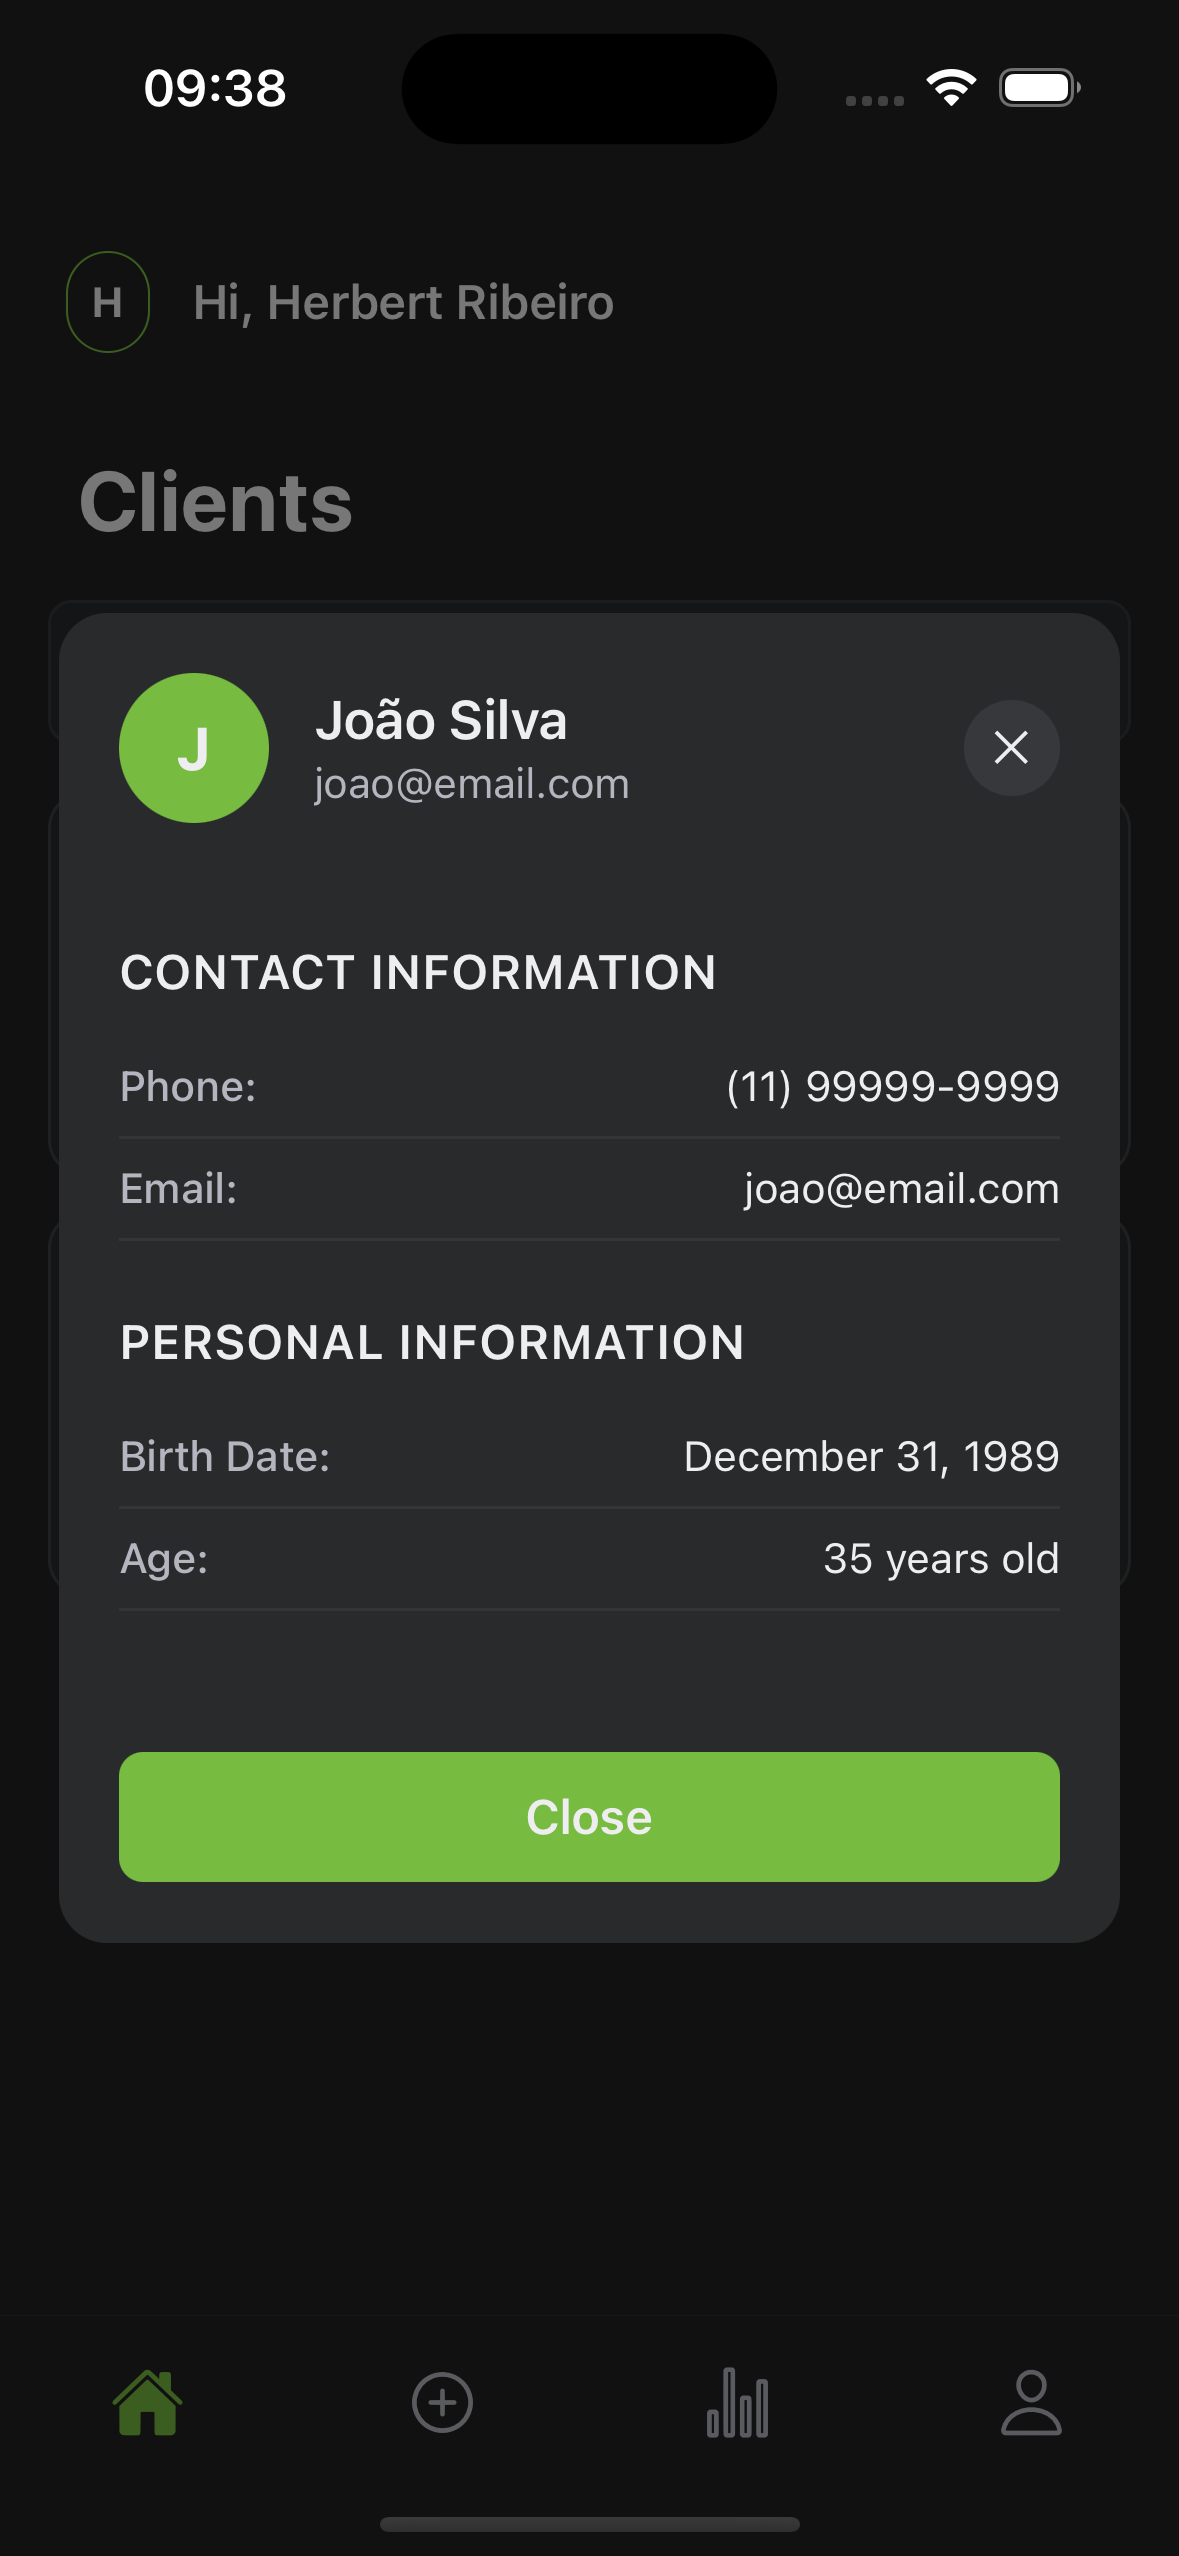 09:38
H
Hi, Herbert Ribeiro
Clients
J
João Silva
joao@email.com
CONTACT INFORMATION
Phone: (11) 99999-9999
Email: joao@email.com
PERSONAL INFORMATION
Birth Date: December 31, 1989
Age: 35 years old
Close